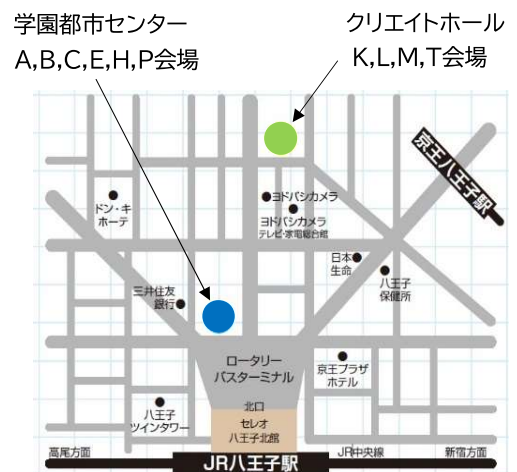 学園都市センター
A,B,C,E,H,P会場
クリエイトホール
K,L,M,T会場
京王八王子駅
ドン・キ
ホーテ
ヨドバシカメラ
ヨドバシカメラ
テレビ・家電総合館
日本
生命
八王子
保健所
三井住友
銀行
ロータリー
バスターミナル
京王プラザ
ホテル
八王子
ツインタワー
北口
セレオ
八王子北館
高尾方面
JR中央線
新宿方面
JR八王子駅